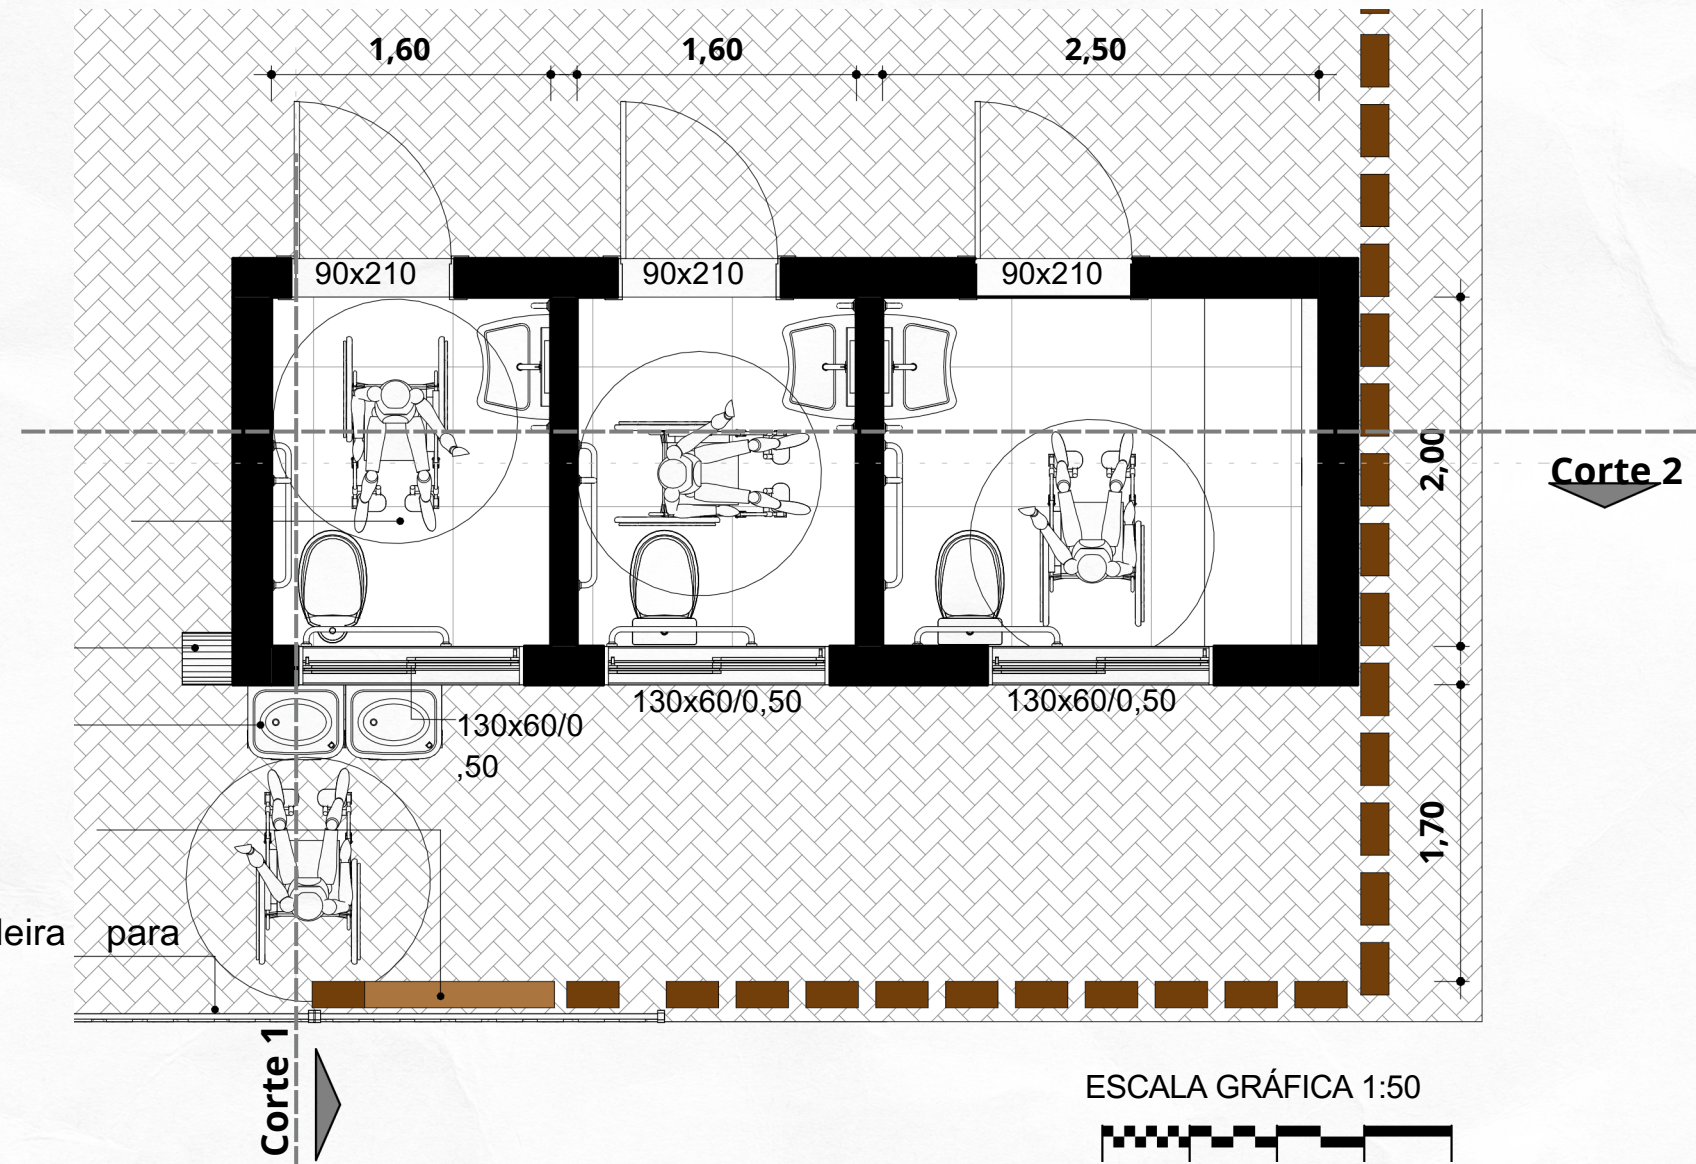 1,60 1,60 2,50
90x210 90x210 90x210
2,00
Corte 2
130x60/0,50 130x60/0,50
130x60/0
,50
1,70
leira para
Corte 1
ESCALA GRÁFICA 1:50